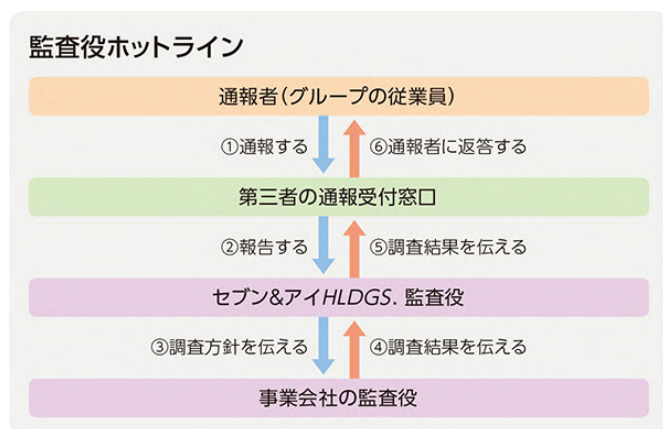 監査役ホットライン
通報者(グループの従業員)
①通報する
⑥通報者に返答する
第三者の通報受付窓口
②報告する
⑤調査結果を伝える
セブン&アイHLDGS. 監査役
③調査方針を伝える
④調査結果を伝える
事業会社の監査役